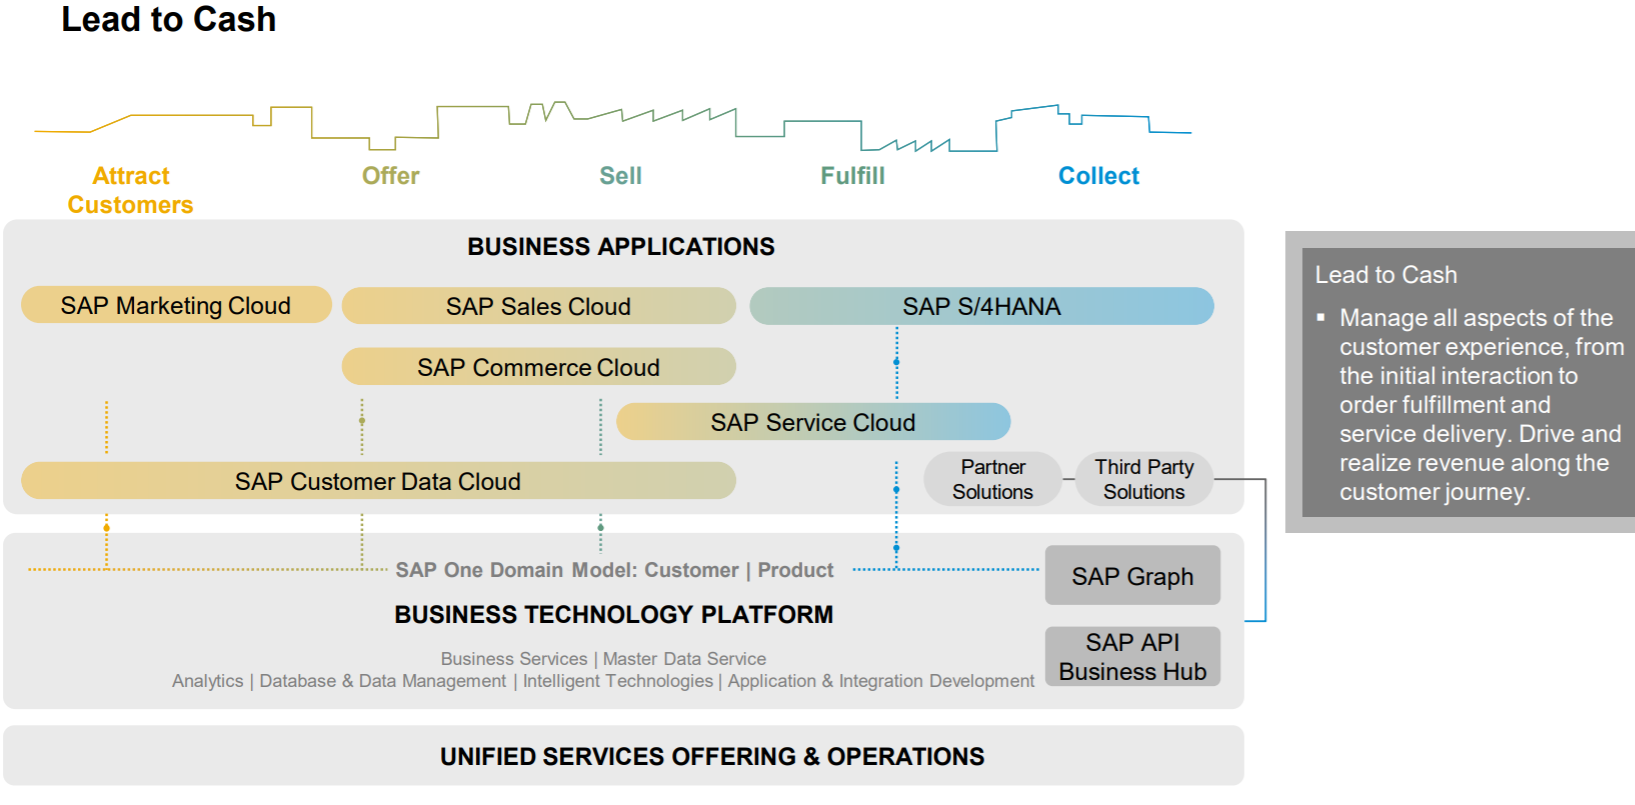 Lead to Cash
Attract
Customers
Offer
Sell
Fulfill
Collect
BUSINESS APPLICATIONS
SAP Marketing Cloud
SAP Sales Cloud
SAP S/4HANA
SAP Commerce Cloud
SAP Service Cloud
SAP Customer Data Cloud
Partner
Solutions
Third Party
Solutions
Lead to Cash
▪ Manage all aspects of the
customer experience, from
the initial interaction to
order fulfillment and
service delivery. Drive and
realize revenue along the
customer journey.
SAP One Domain Model: Customer | Product
BUSINESS TECHNOLOGY PLATFORM
Business Services | Master Data Service
Analytics | Database & Data Management | Intelligent Technologies | Application & Integration Development
SAP Graph
SAP API
Business Hub
UNIFIED SERVICES OFFERING & OPERATIONS